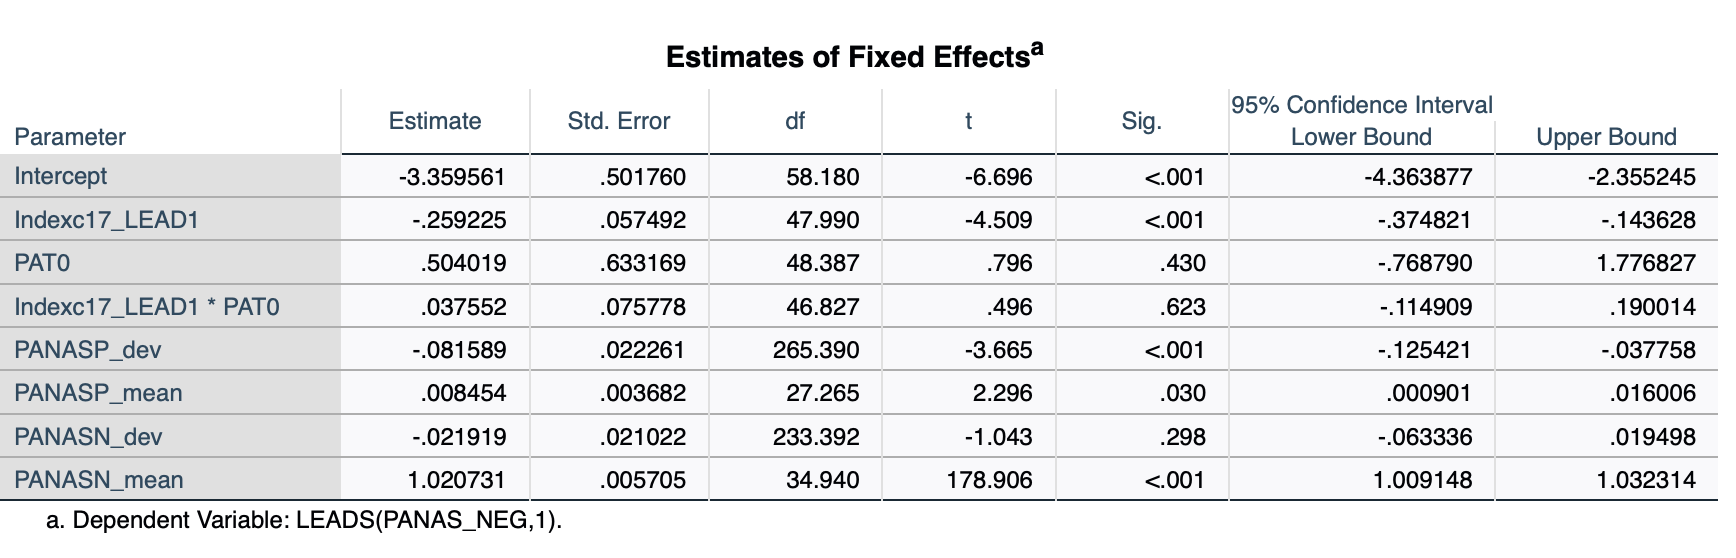 Estimates of Fixed Effectsa
Parameter Estimate Std. Error df t Sig. 95% Confidence Interval
Lower Bound Upper Bound
Intercept -3.359561 .501760 58.180 -6.696 <.001 -4.363877 -2.355245
Indexc17_LEAD1 -.259225 .057492 47.990 -4.509 <.001 -.374821 -.143628
PAT0 .504019 .633169 48.387 .796 .430 -.768790 1.776827
Indexc17_LEAD1 * PAT0 .037552 .075778 46.827 .496 .623 -.114909 .190014
PANASP_dev -.081589 .022261 265.390 -3.665 <.001 -.125421 -.037758
PANASP_mean .008454 .003682 27.265 2.296 .030 .000901 .016006
PANASN_dev -.021919 .021022 233.392 -1.043 .298 -.063336 .019498
PANASN_mean 1.020731 .005705 34.940 178.906 <.001 1.009148 1.032314
a. Dependent Variable: LEADS(PANAS_NEG,1).